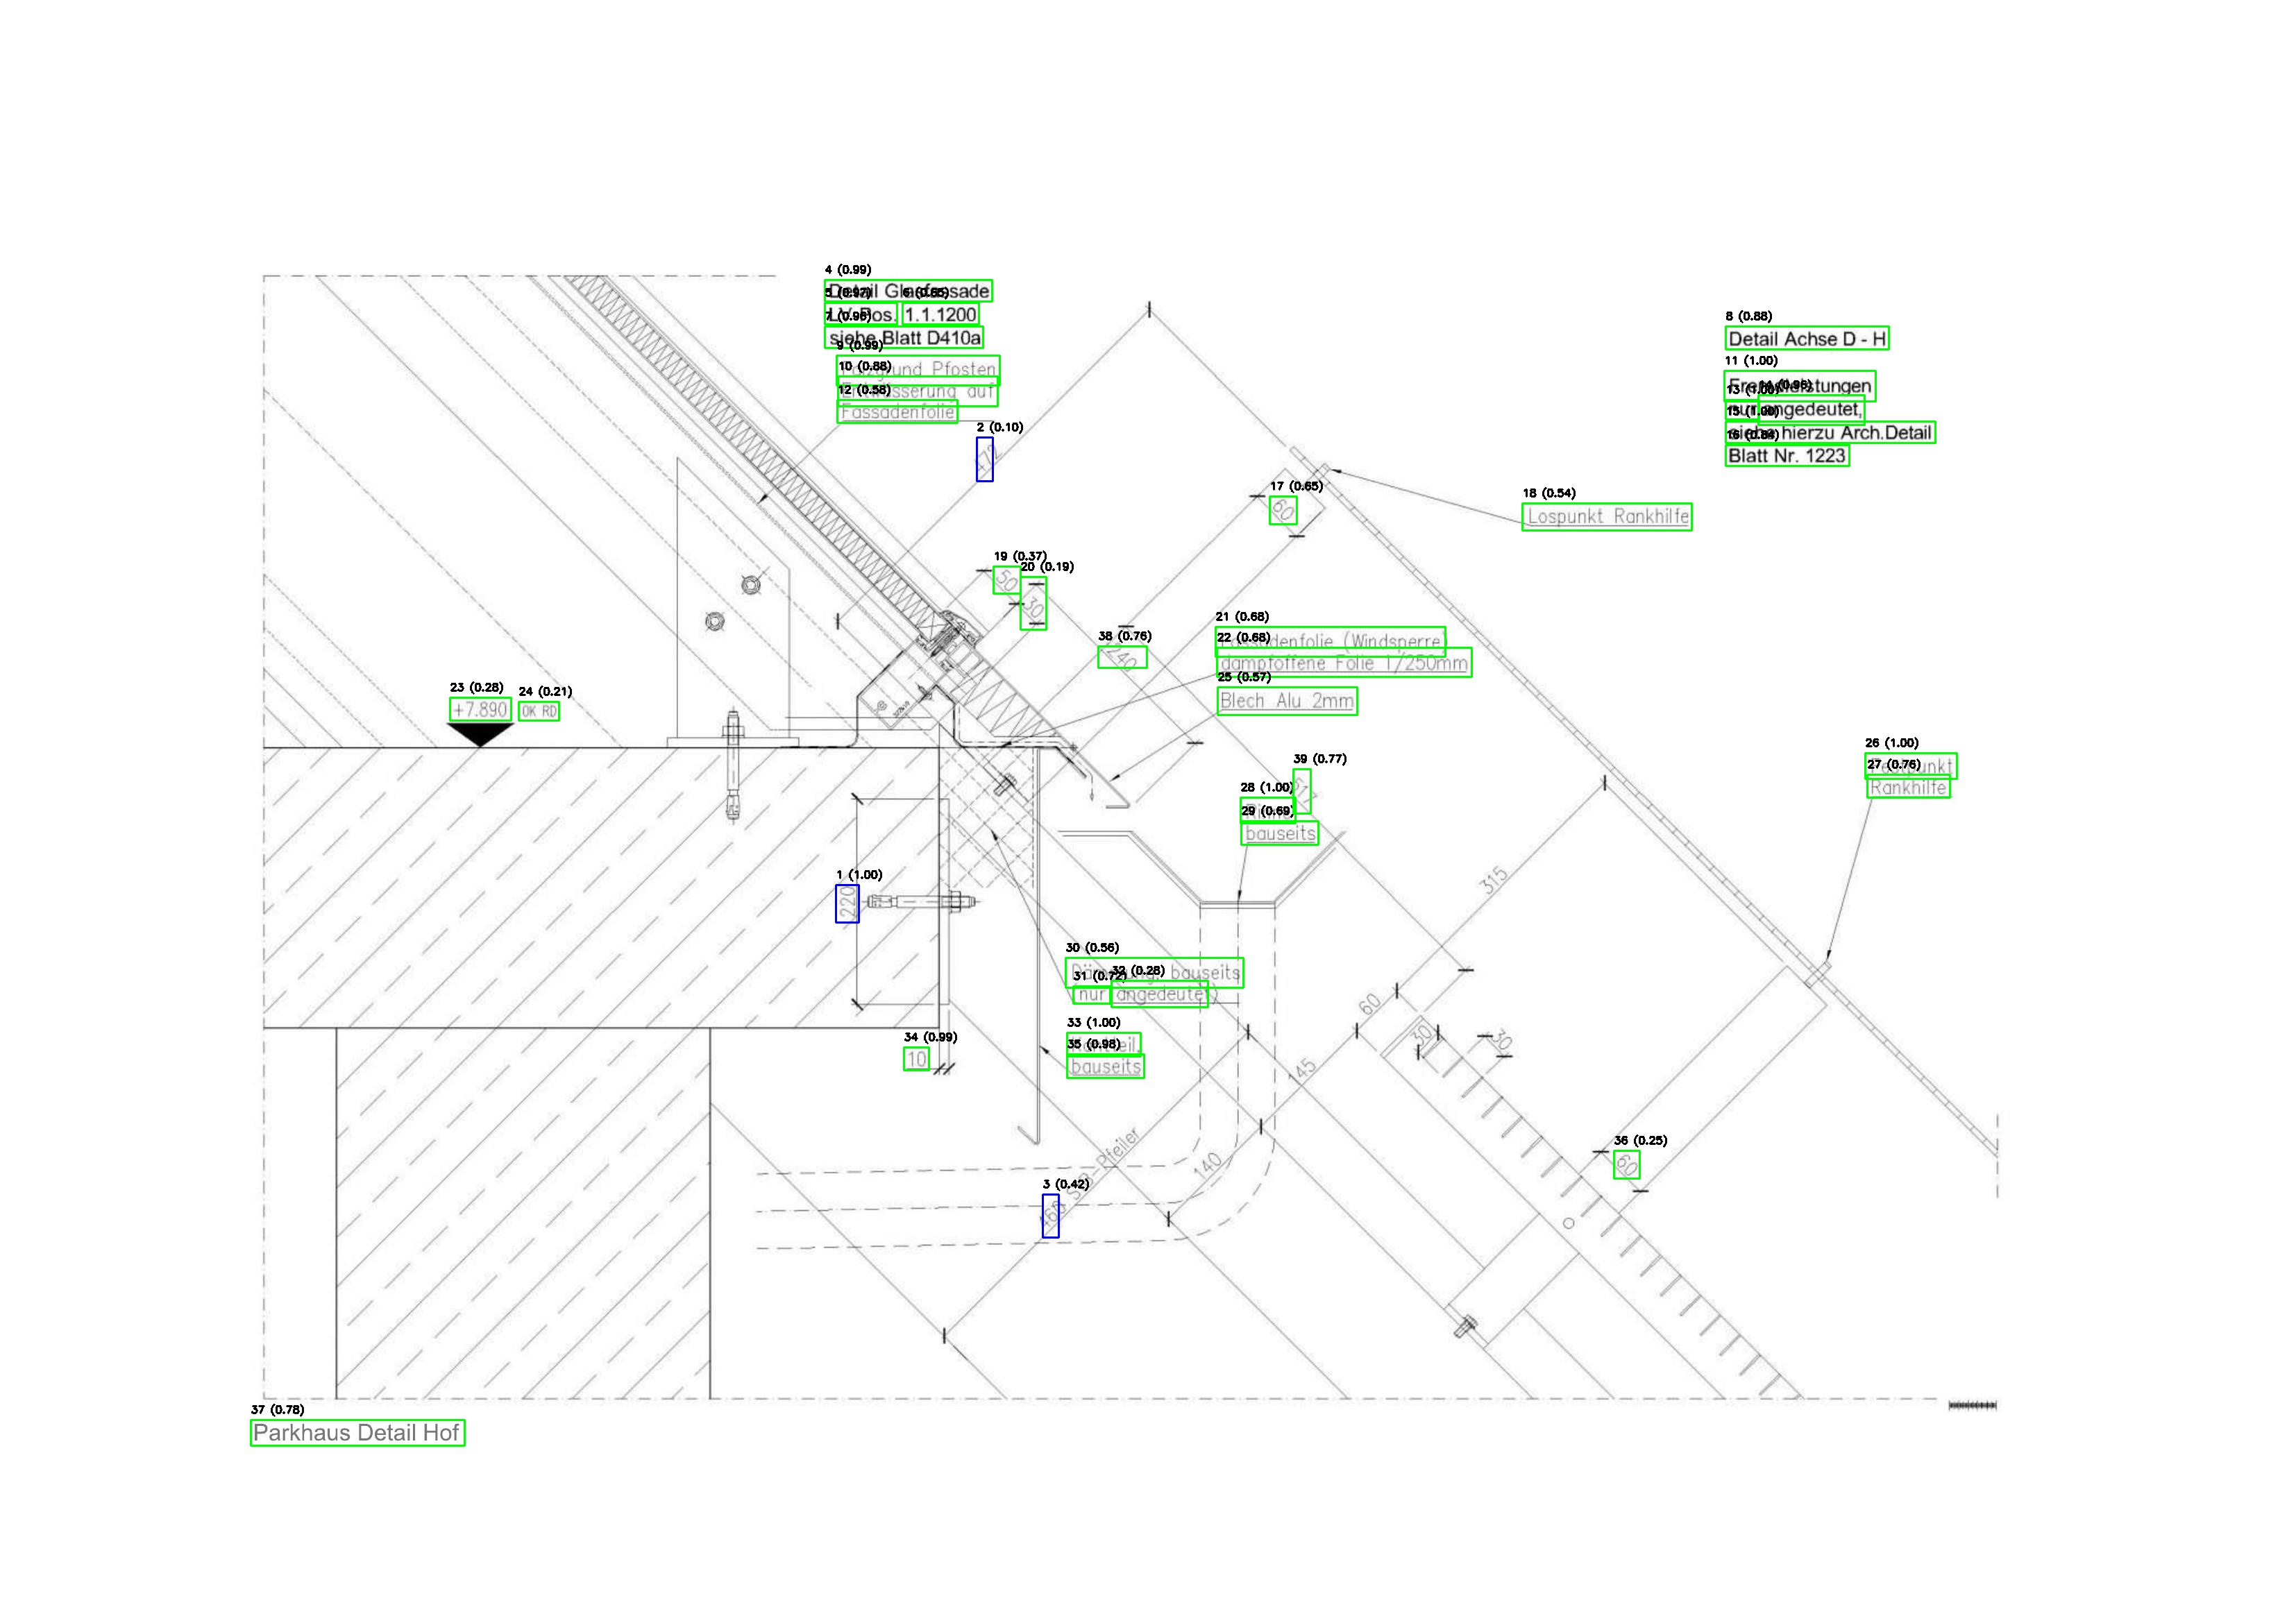 4 (0.99)
Detail Glasfassade
5 (0.97) 6 (0.65)
LV Pos. 1.1.1200
7 (0.96)
siehe Blatt D410a
9 (0.99)
Pfosten
10 (0.88)
Entwässerung auf
12 (0.58)
Fassadenfolie
8 (0.88)
Detail Achse D - H
11 (1.00)
Fremdleistungen
13 (1.00) 14 (0.98)
nur angedeutet,
15 (1.00)
siehe hierzu Arch.Detail
16 (0.84)
Blatt Nr. 1223
2 (0.10)
17 (0.65)
60
18 (0.54)
Lospunkt Rankhilfe
19 (0.37)
50
20 (0.19)
30
38 (0.76)
240
21 (0.68)
Fassadenfolie (Windsperre)
22 (0.68)
dampfoffene Folie 1/250mm
25 (0.57)
Blech Alu 2mm
23 (0.28) 24 (0.21)
+7.890 OK RD
26 (1.00)
Festpunkt
27 (0.76)
Rankhilfe
39 (0.77)
28 (1.00)
Rinne
29 (0.69)
bauseits
1 (1.00)
220
315
30 (0.56)
Dämmung, bauseits
31 (0.72) 32 (0.28)
(nur angedeutet)
33 (1.00)
Kantteil,
35 (0.98)
bauseits
34 (0.99)
10
60
30
30
145
140
36 (0.25)
60
3 (0.42)
37 (0.78)
Parkhaus Detail Hof